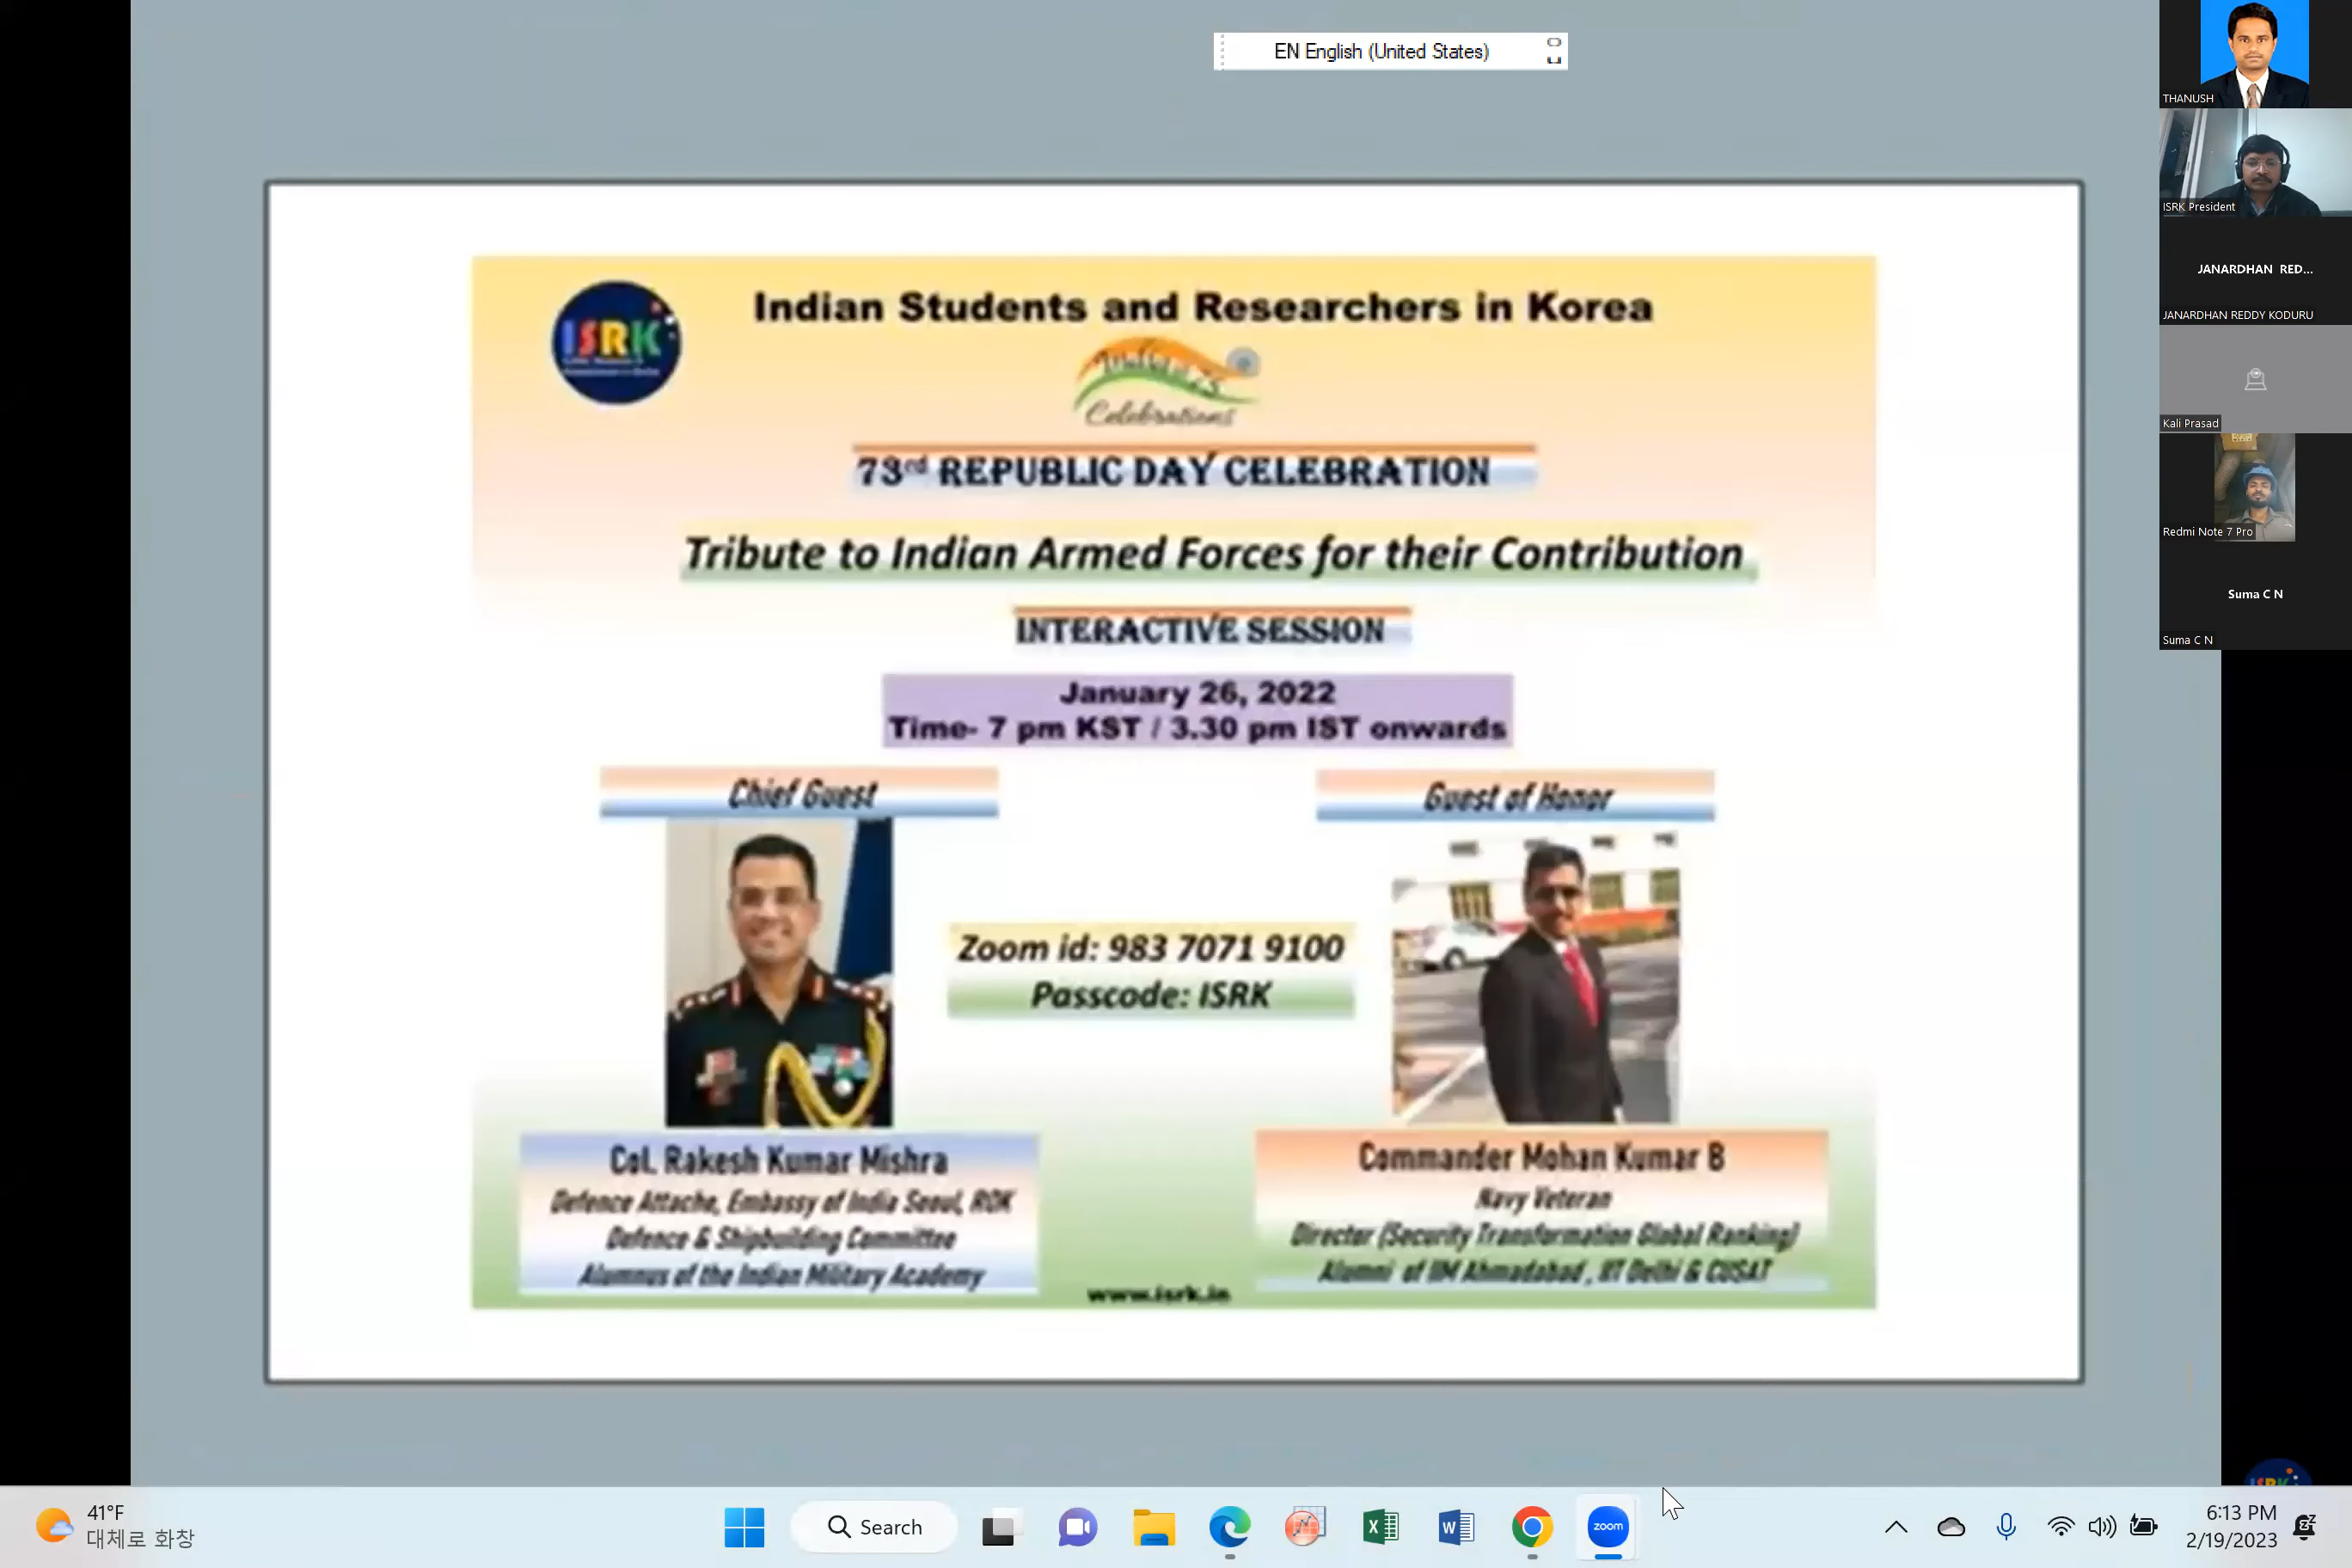 EN English (United States)
THANUSH
ISRK President
JANARDHAN RED...
JANARDHAN REDDY KODURU
Kali Prasad
Redmi Note 7 Pro
Suma C N
Suma C N
ISRK
Indian Students and Researchers in Korea
Celebrations
73rd REPUBLIC DAY CELEBRATION
Tribute to Indian Armed Forces for their Contribution
INTERACTIVE SESSION
January 26, 2022
Time- 7 pm KST / 3.30 pm IST onwards
Chief Guest
Guest of Honor
Zoom id: 983 7071 9100
Passcode: ISRK
Col. Rakesh Kumar Mishra
Defence Attache, Embassy of India Seoul, ROK
Defence & Shipbuilding Committee
Alumnus of the Indian Military Academy
Commander Mohan Kumar B
Navy Veteran
Director (Security Transformation Global Ranking)
Alumni of IIM Ahmadabad , IIT Delhi & CUSAT
www.isrk.in
41°F
대체로 화창
Search
zoom
6:13 PM
2/19/2023